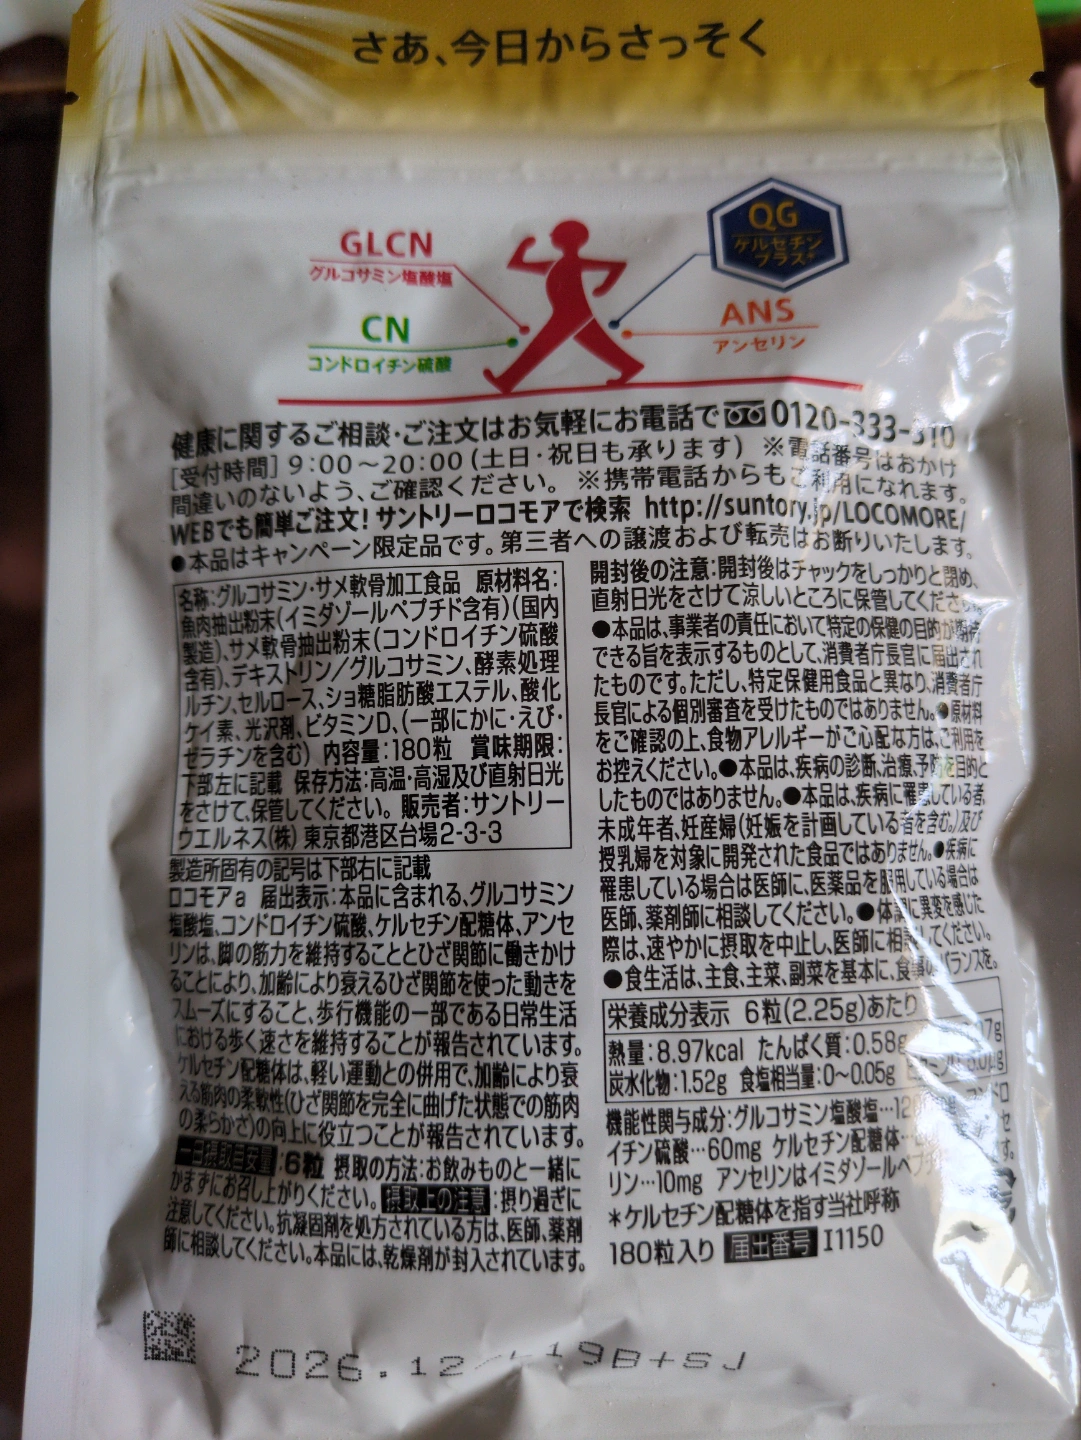 さあ、今日からさっそく
GLCN
グルコサミン塩酸塩
CN
コンドロイチン硫酸
QG
ケルセチン
プラス*
ANS
アンセリン
健康に関するご相談・ご注文はお気軽にお電話で 0120-333-310
[受付時間] 9:00～20:00(土日・祝日も承ります) ※電話番号はおかけ
間違いのないよう、ご確認ください。 ※携帯電話からもご利用になれます。
WEBでも簡単ご注文! サントリーロコモアで検索 http://suntory.jp/LOCOMORE/
●本品はキャンペーン限定品です。第三者への譲渡および転売はお断りいたします。
名称:グルコサミン・サメ軟骨加工食品 原材料名:
魚肉抽出粉末(イミダゾールペプチド含有)(国内
製造)、サメ軟骨抽出粉末(コンドロイチン硫酸
含有)、デキストリン/グルコサミン、酵素処理
ルチン、セルロース、ショ糖脂肪酸エステル、酸化
ケイ素、光沢剤、ビタミンD、(一部にかに・えび・
ゼラチンを含む) 内容量:180粒 賞味期限:
下部左に記載 保存方法:高温・高湿及び直射日光
をさけて、保管してください。 販売者:サントリー
ウエルネス(株) 東京都港区台場2-3-3
製造所固有の記号は下部右に記載
ロコモアa 届出表示:本品に含まれる、グルコサミン
塩酸塩、コンドロイチン硫酸、ケルセチン配糖体、アンセ
リンは、脚の筋力を維持することとひざ関節に働きかけ
ることにより、加齢により衰えるひざ関節を使った動きを
スムーズにすること、歩行機能の一部である日常生活
における歩く速さを維持することが報告されています。
ケルセチン配糖体は、軽い運動との併用で、加齢により衰
える筋肉の柔軟性(ひざ関節を完全に曲げた状態での筋肉
の柔らかさ)の向上に役立つことが報告されています。
一日摂取目安量:6粒 摂取の方法:お飲みものと一緒に
かまずにお召し上がりください。摂取上の注意:摂り過ぎに
注意してください。抗凝固剤を処方されている方は、医師、薬剤
師に相談してください。本品には、乾燥剤が封入されています。
開封後の注意:開封後はチャックをしっかりと閉め、
直射日光をさけて涼しいところに保管してください。
●本品は、事業者の責任において特定の保健の目的が期待
できる旨を表示するものとして、消費者庁長官に届出され
たものです。ただし、特定保健用食品と異なり、消費者庁
長官による個別審査を受けたものではありません。●原材料
をご確認の上、食物アレルギーがご心配な方は、ご利用を
お控えください。●本品は、疾病の診断、治療、予防を目的と
したものではありません。●本品は、疾病に罹患している者、
未成年者、妊産婦(妊娠を計画している者を含む。)及び
授乳婦を対象に開発された食品ではありません。●疾病に
罹患している場合は医師に、医薬品を服用している場合は
医師、薬剤師に相談してください。●体調に異変を感じた
際は、速やかに摂取を中止し、医師に相談してください。
●食生活は、主食、主菜、副菜を基本に、食事のバランスを。
栄養成分表示 6粒(2.25g)あたり
熱量:8.97kcal たんぱく質:0.58g
炭水化物:1.52g 食塩相当量:0～0.05g
機能性関与成分:グルコサミン塩酸塩…
イチン硫酸…60mg ケルセチン配糖体…
リン…10mg アンセリンはイミダゾールペプチ
＊ケルセチン配糖体を指す当社呼称
180粒入り 届出番号 I1150
2026.12 19B+SJ